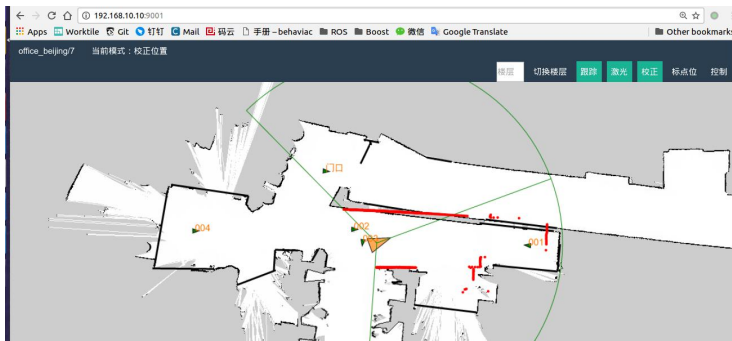 192.168.10.10:9001
Apps Worktile Git 钉钉 Mail 码云 手册 – behaviac ROS Boost 微信 Google Translate Other bookmarks
office_beijing/7 当前模式：校正位置
楼层 切换楼层 跟踪 激光 校正 标点位 控制
门口
004
002
001